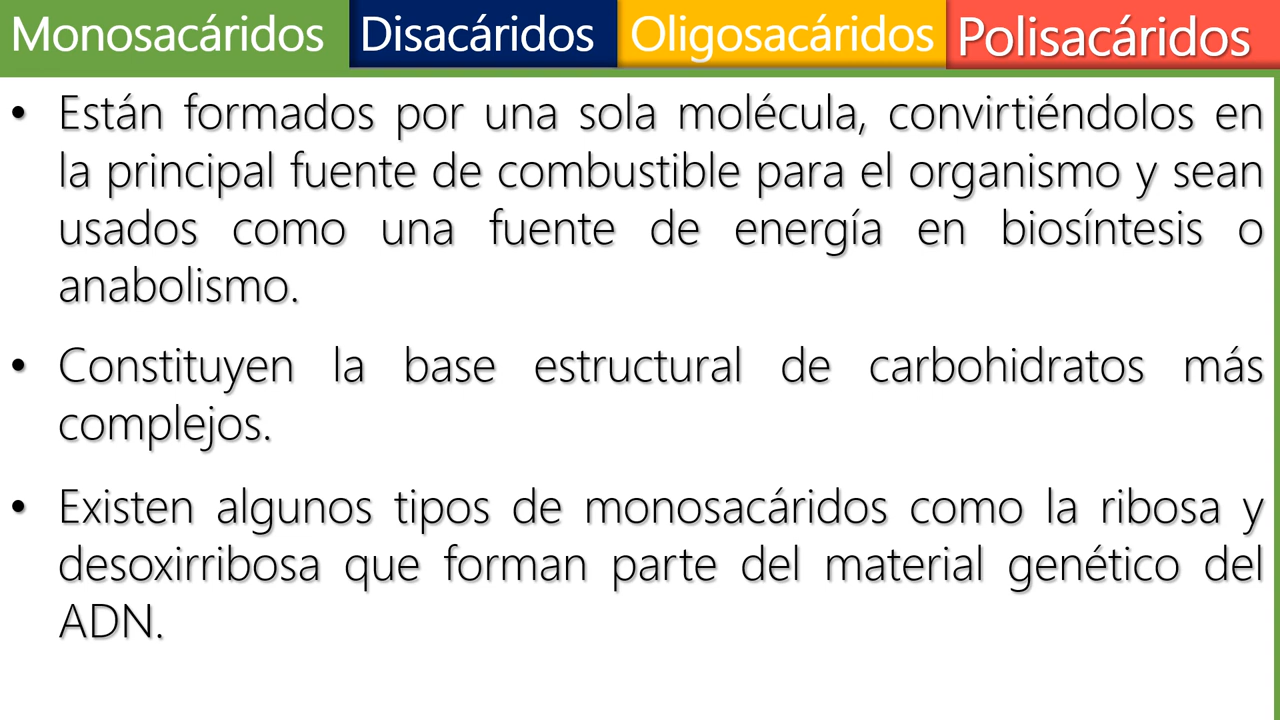 Monosacáridos Disacáridos Oligosacáridos Polisacáridos
• Están formados por una sola molécula, convirtiéndolos en
la principal fuente de combustible para el organismo y sean
usados como una fuente de energía en biosíntesis o
anabolismo.
• Constituyen la base estructural de carbohidratos más
complejos.
• Existen algunos tipos de monosacáridos como la ribosa y
desoxirribosa que forman parte del material genético del
ADN.